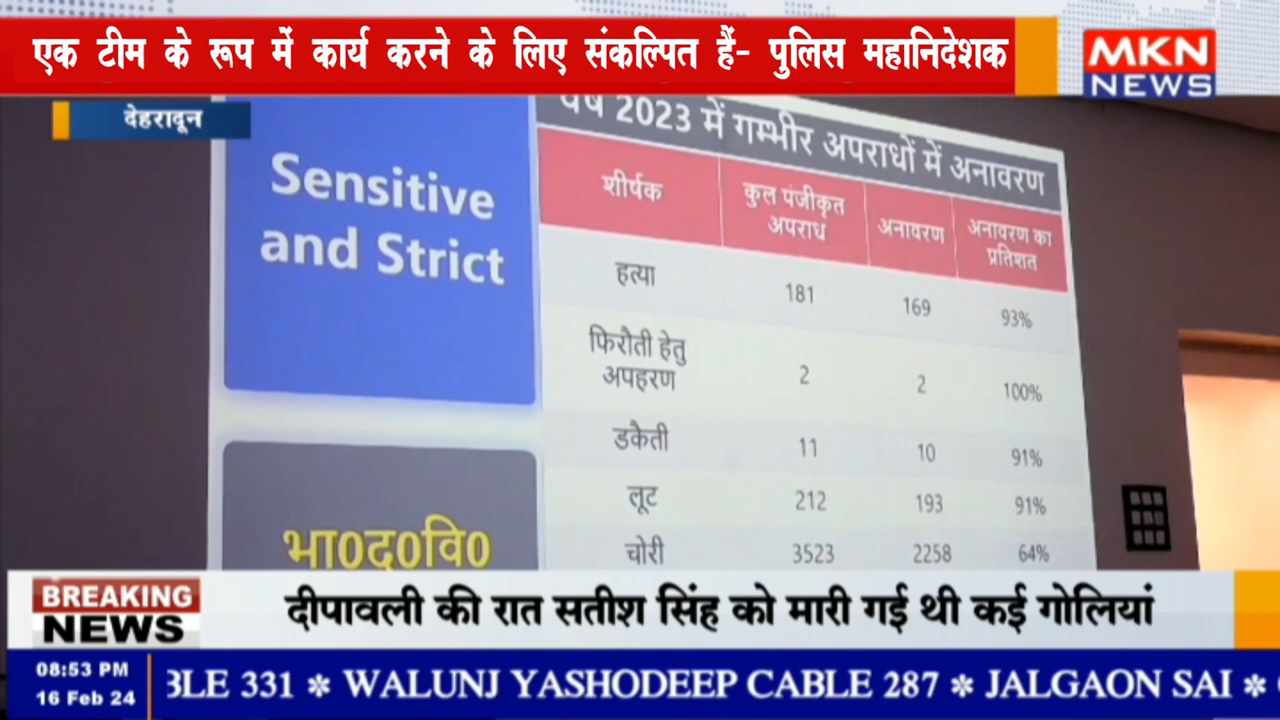 एक टीम के रूप में कार्य करने के लिए संकल्पित हैं- पुलिस महानिदेशक
MKN
NEWS
देहरादून
Sensitive
and Strict
वर्ष 2023 में गम्भीर अपराधों में अनावरण
शीर्षक कुल पंजीकृत अपराध अनावरण अनावरण का प्रतिशत
हत्या 181 169 93%
फिरौती हेतु अपहरण 2 2 100%
डकैती 11 10 91%
लूट 212 193 91%
चोरी 3523 2258 64%
भा0द0वि0
BREAKING
NEWS
दीपावली की रात सतीश सिंह को मारी गई थी कई गोलियां
08:53 PM
16 Feb 24
BLE 331 * WALUNJ YASHODEEP CABLE 287 * JALGAON SAI *